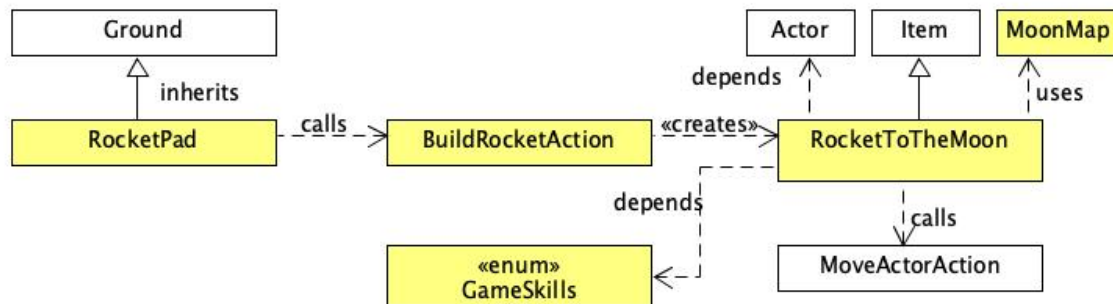 Ground
Actor
Item
MoonMap
inherits
depends
uses
RocketPad
calls
BuildRocketAction
«creates»
RocketToTheMoon
depends
calls
«enum»
GameSkills
MoveActorAction